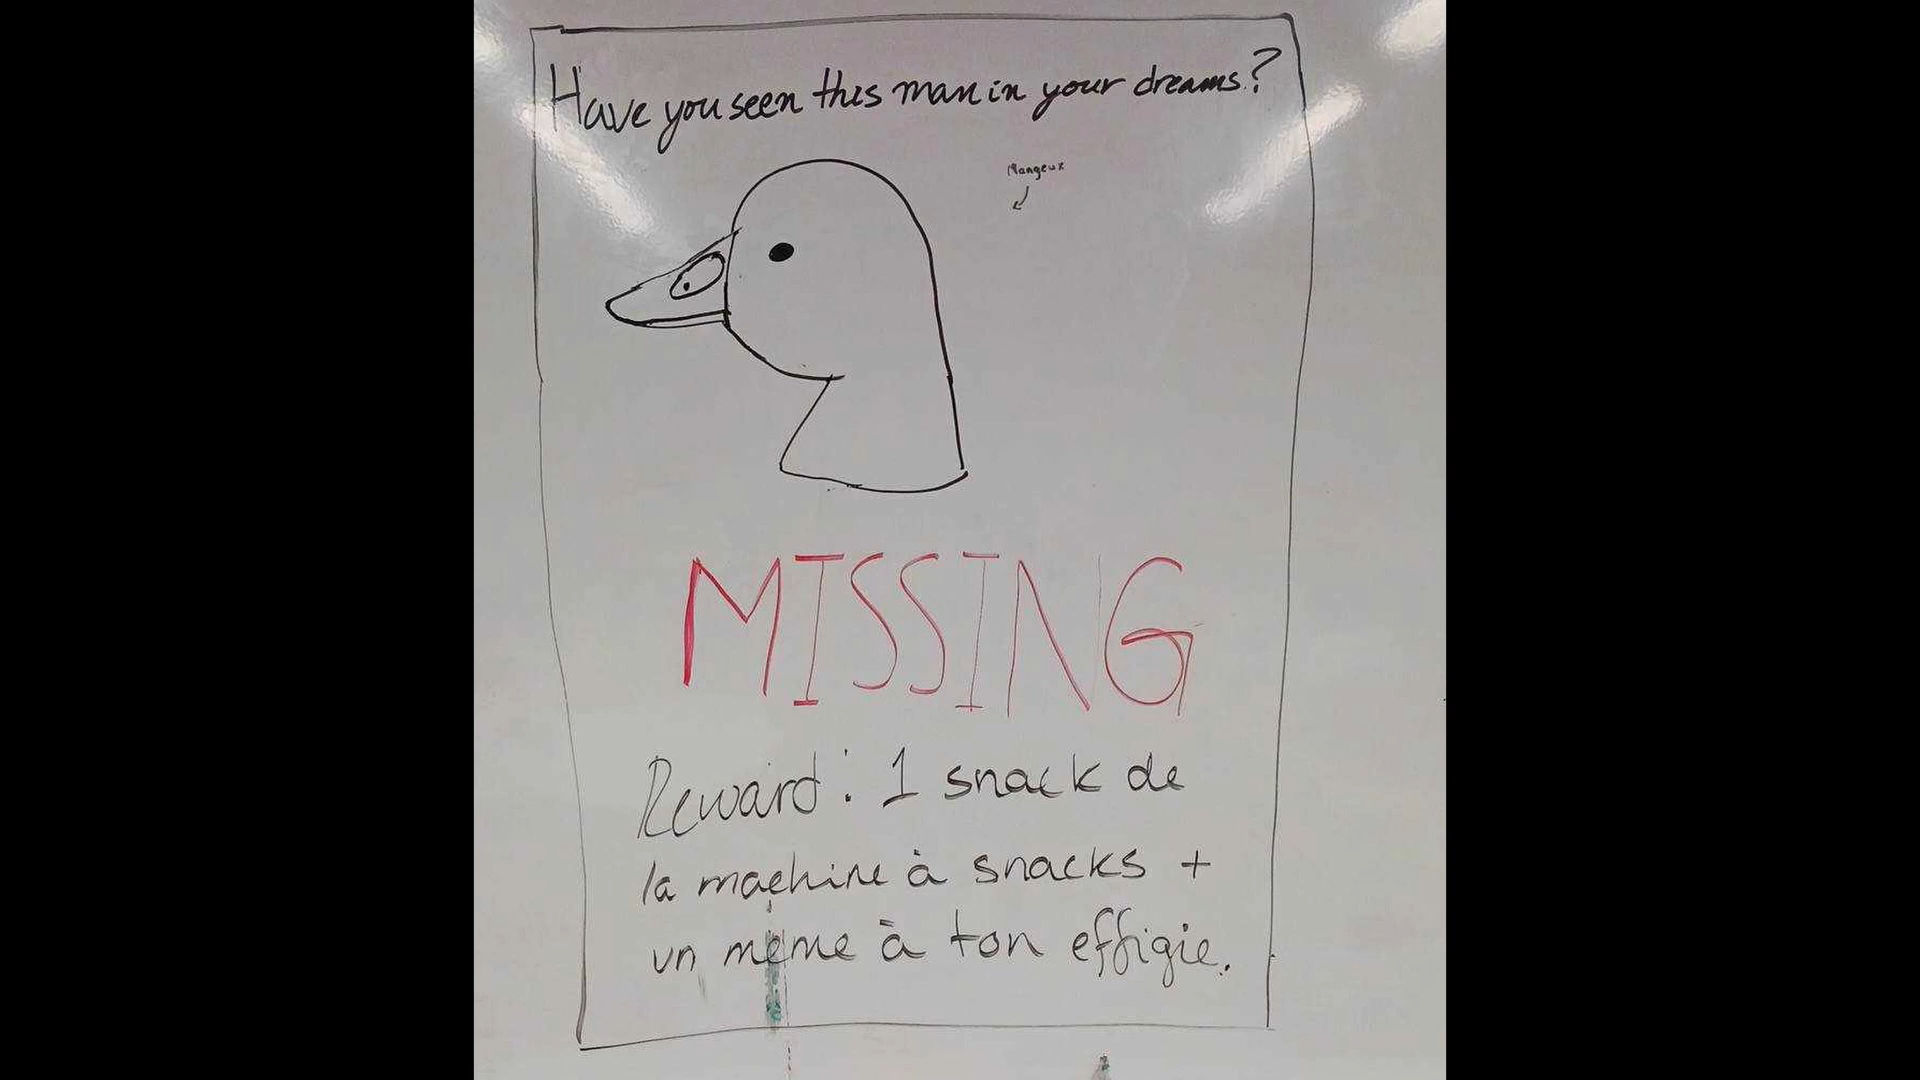 Have you seen this man in your dreams?
Mangeux
MISSING
Reward: 1 snack de
la machine à snacks +
un meme à ton effigie.